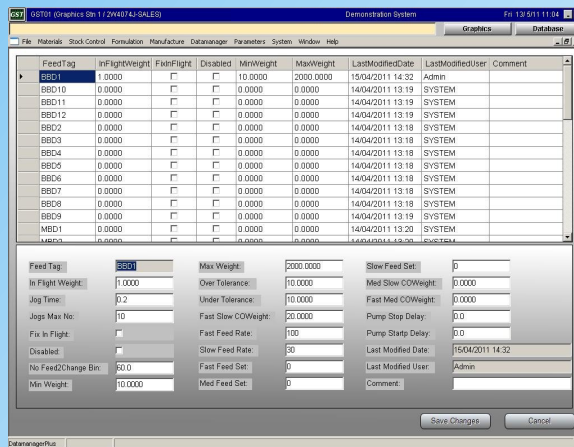 GST GST01 (Graphics Stn 1 / 2W4074J-SALES) Demonstration System Fri 13/ 5/11 11:04
Graphics Database
File Materials Stock Control Formulation Manufacture Datamanager Parameters System Window Help
FeedTag InFlightWeight FixInFlight Disabled MinWeight MaxWeight LastModifiedDate LastModifiedUser Comment
BBD1 1.0000 10.0000 2000.0000 15/04/2011 14:32 Admin
BBD10 0.0000 0.0000 0.0000 14/04/2011 13:19 SYSTEM
BBD11 0.0000 0.0000 0.0000 14/04/2011 13:19 SYSTEM
BBD12 0.0000 0.0000 0.0000 14/04/2011 13:19 SYSTEM
BBD2 0.0000 0.0000 0.0000 14/04/2011 13:18 SYSTEM
BBD3 0.0000 0.0000 0.0000 14/04/2011 13:18 SYSTEM
BBD4 0.0000 0.0000 0.0000 14/04/2011 13:18 SYSTEM
BBD5 0.0000 0.0000 0.0000 14/04/2011 13:18 SYSTEM
BBD6 0.0000 0.0000 0.0000 14/04/2011 13:18 SYSTEM
BBD7 0.0000 0.0000 0.0000 14/04/2011 13:18 SYSTEM
BBD8 0.0000 0.0000 0.0000 14/04/2011 13:19 SYSTEM
BBD9 0.0000 0.0000 0.0000 14/04/2011 13:19 SYSTEM
MBD1 0.0000 0.0000 0.0000 14/04/2011 13:20 SYSTEM
MBD2 0.0000 0.0000 0.0000 14/04/2011 13:20 SYSTEM
Feed Tag: BBD1 Max Weight: 2000.0000 Slow Feed Set: 0
In Flight Weight: 1.0000 Over Tolerance: 10.0000 Med Slow COWeight: 0.0000
Jog Time: 0.2 Under Tolerance: 10.0000 Fast Med COWeight: 0.0000
Jogs Max No: 10 Fast Slow COWeight: 20.0000 Pump Stop Delay: 0.0
Fix In Flight: Fast Feed Rate: 100 Pump Startp Delay: 0.0
Disabled: Slow Feed Rate: 30 Last Modified Date: 15/04/2011 14:32
No Feed2Change Bin: 60.0 Fast Feed Set: 0 Last Modified User: Admin
Min Weight: 10.0000 Med Feed Set: 0 Comment:
Save Changes Cancel
DatamanagerPlus